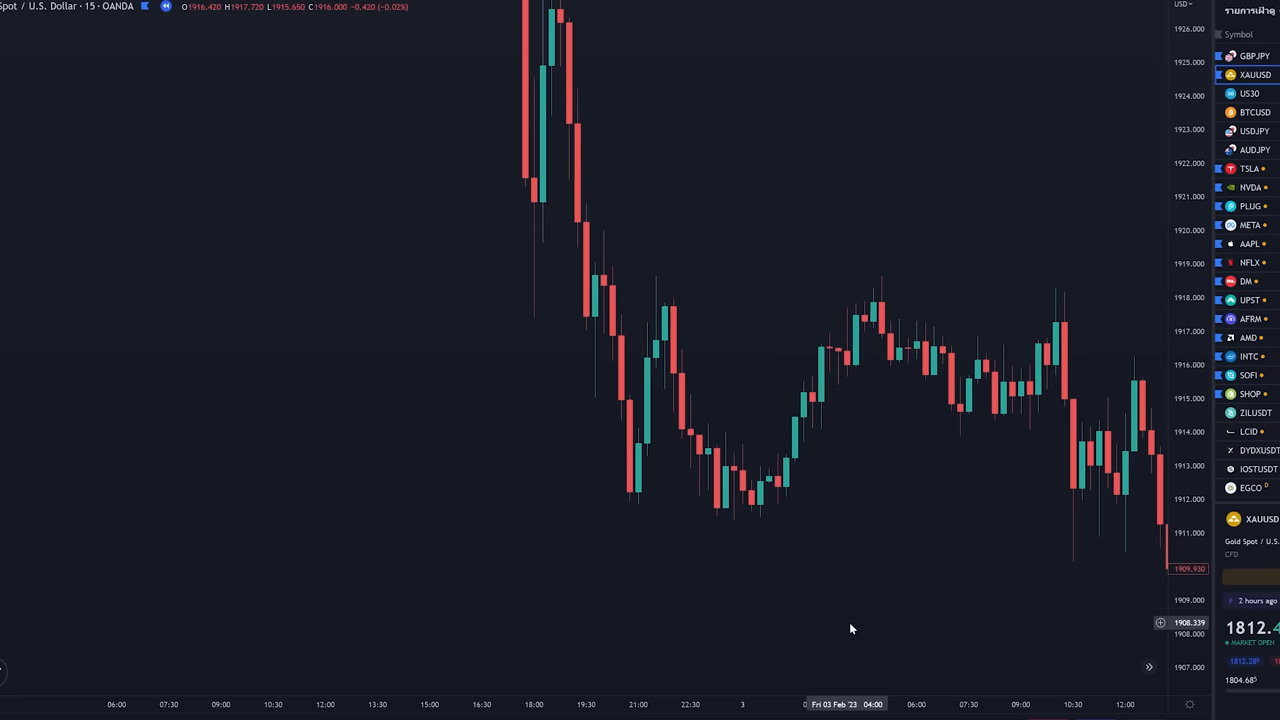 Spot / U.S. Dollar · 15 · OANDA O1916.420 H1917.720 L1915.650 C1916.000 −0.420 (−0.02%)
USD
1926.000
1925.000
1924.000
1923.000
1922.000
1921.000
1920.000
1919.000
1918.000
1917.000
1916.000
1915.000
1914.000
1913.000
1912.000
1911.000
1909.930
1909.000
1908.339
1908.000
1907.000
06:00 07:30 09:00 10:30 12:00 13:30 15:00 16:30 18:00 19:30 21:00 22:30 3 Fri 03 Feb '23 04:00 06:00 07:30 09:00 10:30 12:00
รายการเฝ้าดู
Symbol
GBPJPY
XAUUSD
US30
BTCUSD
USDJPY
AUDJPY
TSLA
NVDA
PLUG
META
AAPL
NFLX
DM
UPST
AFRM
AMD
INTC
SOFI
SHOP
ZILUSDT
LCID
DYDXUSDT
IOSTUSDT
EGCO D
XAUUSD
Gold Spot / U.S.
CFD
2 hours ago
1812.4
MARKET OPEN
1812.28
1804.68⁵